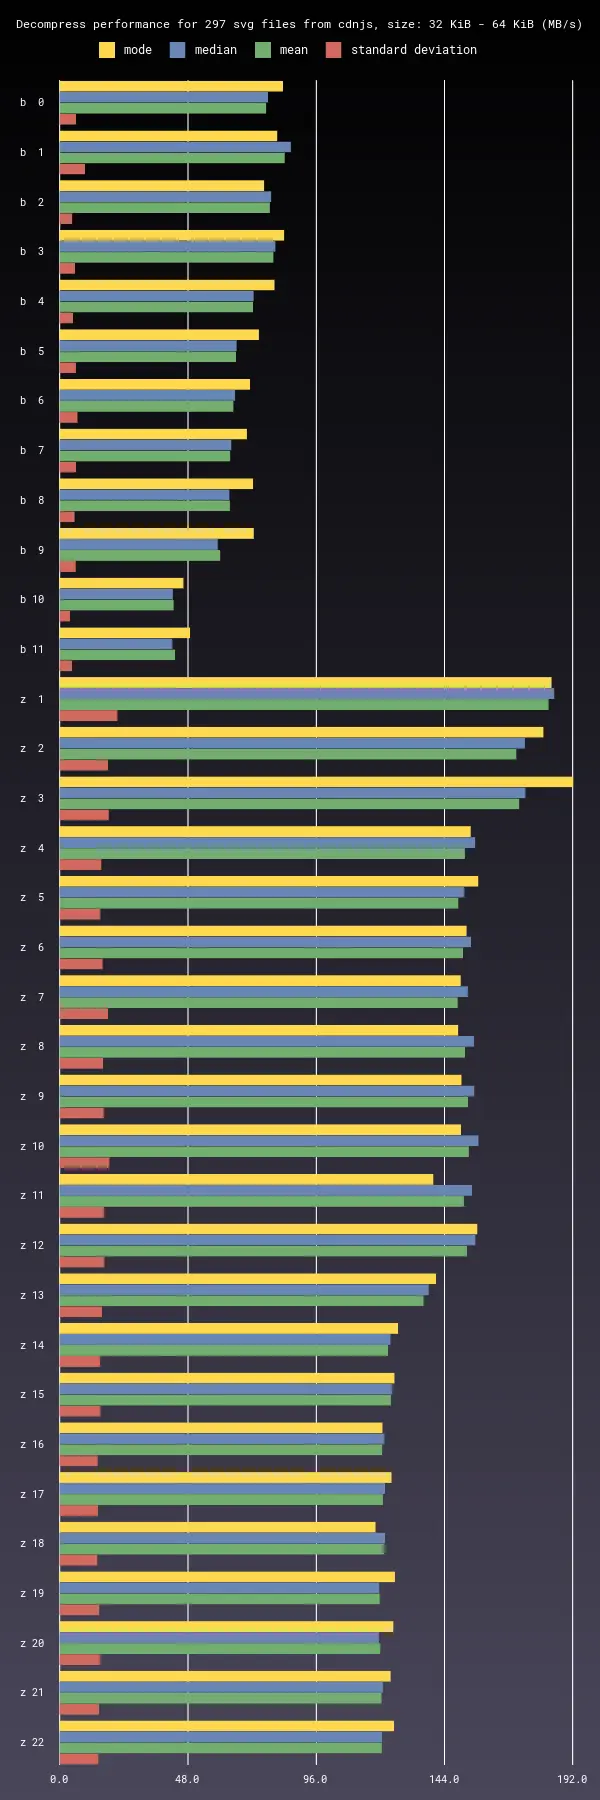 Decompress performance for 297 svg files from cdnjs, size: 32 KiB - 64 KiB (MB/s)
mode median mean standard deviation
b 0
b 1
b 2
b 3
b 4
b 5
b 6
b 7
b 8
b 9
b 10
b 11
z 1
z 2
z 3
z 4
z 5
z 6
z 7
z 8
z 9
z 10
z 11
z 12
z 13
z 14
z 15
z 16
z 17
z 18
z 19
z 20
z 21
z 22
0.0 48.0 96.0 144.0 192.0